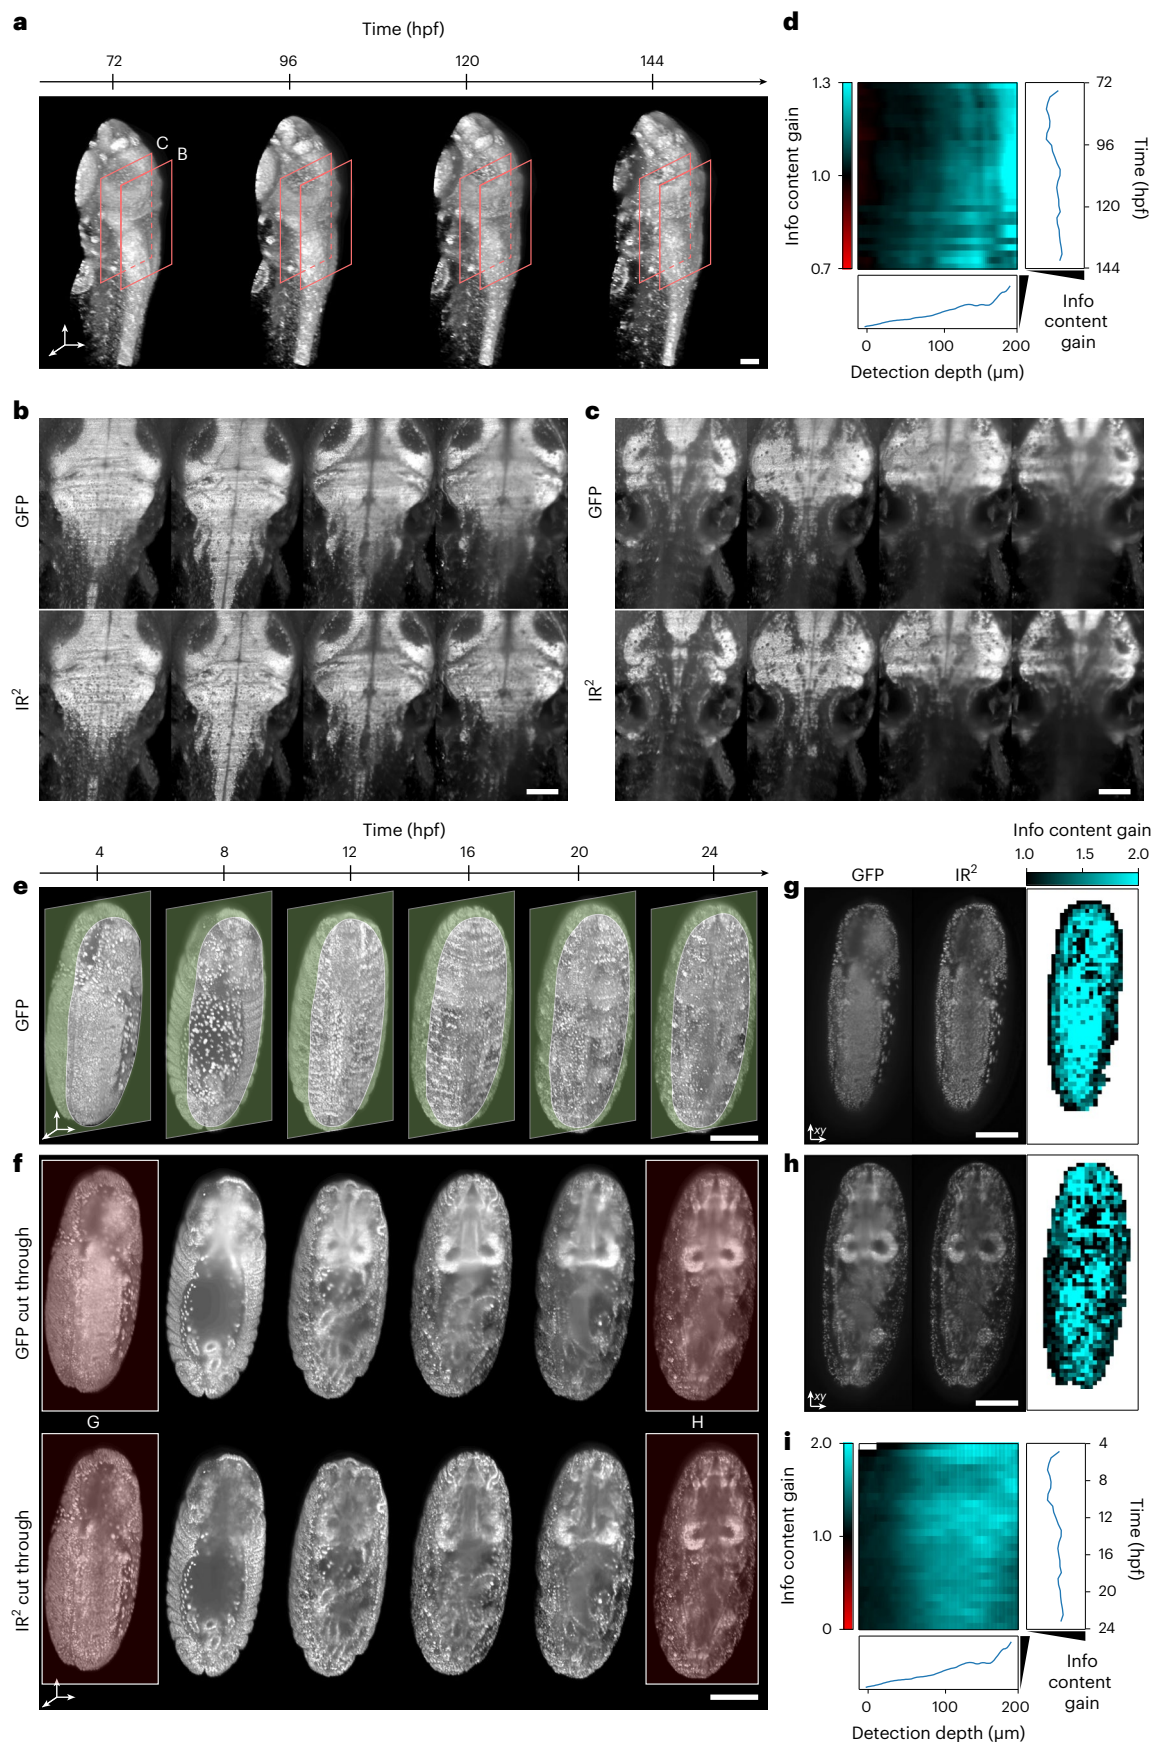 a
Time (hpf)
72 96 120 144
C
B
d
Info content gain
1.3
1.0
0.7
72
96
120
144
Time (hpf)
Info
content
gain
0 100 200
Detection depth (µm)
b
GFP
IR²
c
GFP
IR²
Time (hpf)
4 8 12 16 20 24
e
GFP
f
GFP cut through
G
H
IR² cut through
Info content gain
1.0 1.5 2.0
g
GFP IR²
xy
h
xy
i
Info content gain
2.0
1.0
0
4
8
12
16
20
24
Time (hpf)
Info
content
gain
0 100 200
Detection depth (µm)